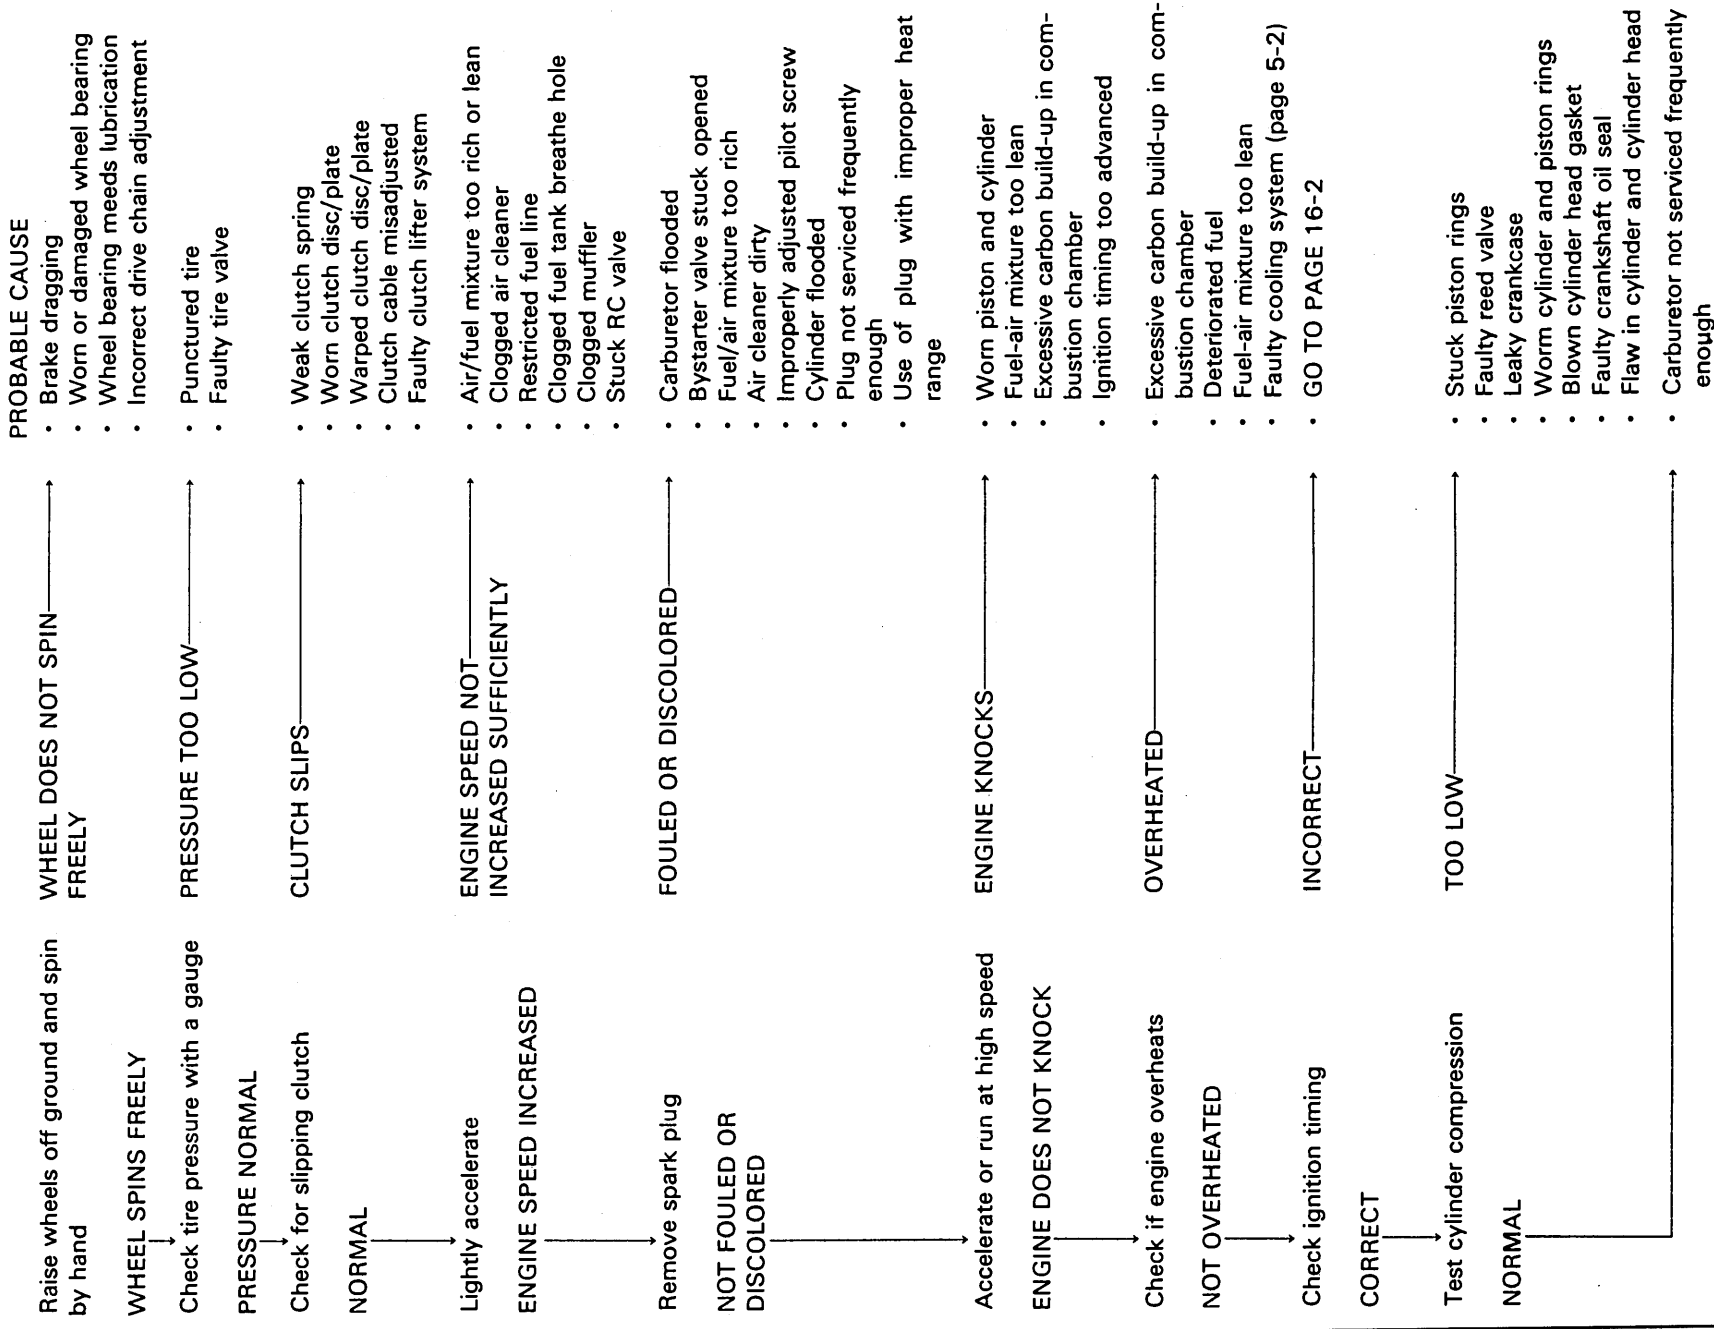 PROBABLE CAUSE
Raise wheels off ground and spin
by hand
WHEEL DOES NOT SPIN
FREELY
• Brake dragging
• Worn or damaged wheel bearing
• Wheel bearing needs lubrication
• Incorrect drive chain adjustment
WHEEL SPINS FREELY
Check tire pressure with a gauge
PRESSURE TOO LOW
• Punctured tire
• Faulty tire valve
PRESSURE NORMAL
Check for slipping clutch
CLUTCH SLIPS
• Weak clutch spring
• Worn clutch disc/plate
• Warped clutch disc/plate
• Clutch cable misadjusted
• Faulty clutch lifter system
NORMAL
Lightly accelerate
ENGINE SPEED NOT
INCREASED SUFFICIENTLY
• Air/fuel mixture too rich or lean
• Clogged air cleaner
• Restricted fuel line
• Clogged fuel tank breathe hole
• Clogged muffler
• Stuck RC valve
ENGINE SPEED INCREASED
Remove spark plug
FOULED OR DISCOLORED
• Carburetor flooded
• Bystarter valve stuck opened
• Fuel/air mixture too rich
• Air cleaner dirty
• Improperly adjusted pilot screw
• Cylinder flooded
• Plug not serviced frequently
enough
• Use of plug with improper heat
range
NOT FOULED OR
DISCOLORED
Accelerate or run at high speed
ENGINE KNOCKS
• Worn piston and cylinder
• Fuel-air mixture too lean
• Excessive carbon build-up in com-
bustion chamber
• Ignition timing too advanced
ENGINE DOES NOT KNOCK
Check if engine overheats
OVERHEATED
• Excessive carbon build-up in com-
bustion chamber
• Deteriorated fuel
• Fuel-air mixture too lean
• Faulty cooling system (page 5-2)
NOT OVERHEATED
Check ignition timing
INCORRECT
• GO TO PAGE 16-2
CORRECT
Test cylinder compression
TOO LOW
• Stuck piston rings
• Faulty reed valve
• Leaky crankcase
• Worm cylinder and piston rings
• Blown cylinder head gasket
• Faulty crankshaft oil seal
• Flaw in cylinder and cylinder head
NORMAL
• Carburetor not serviced frequently
enough